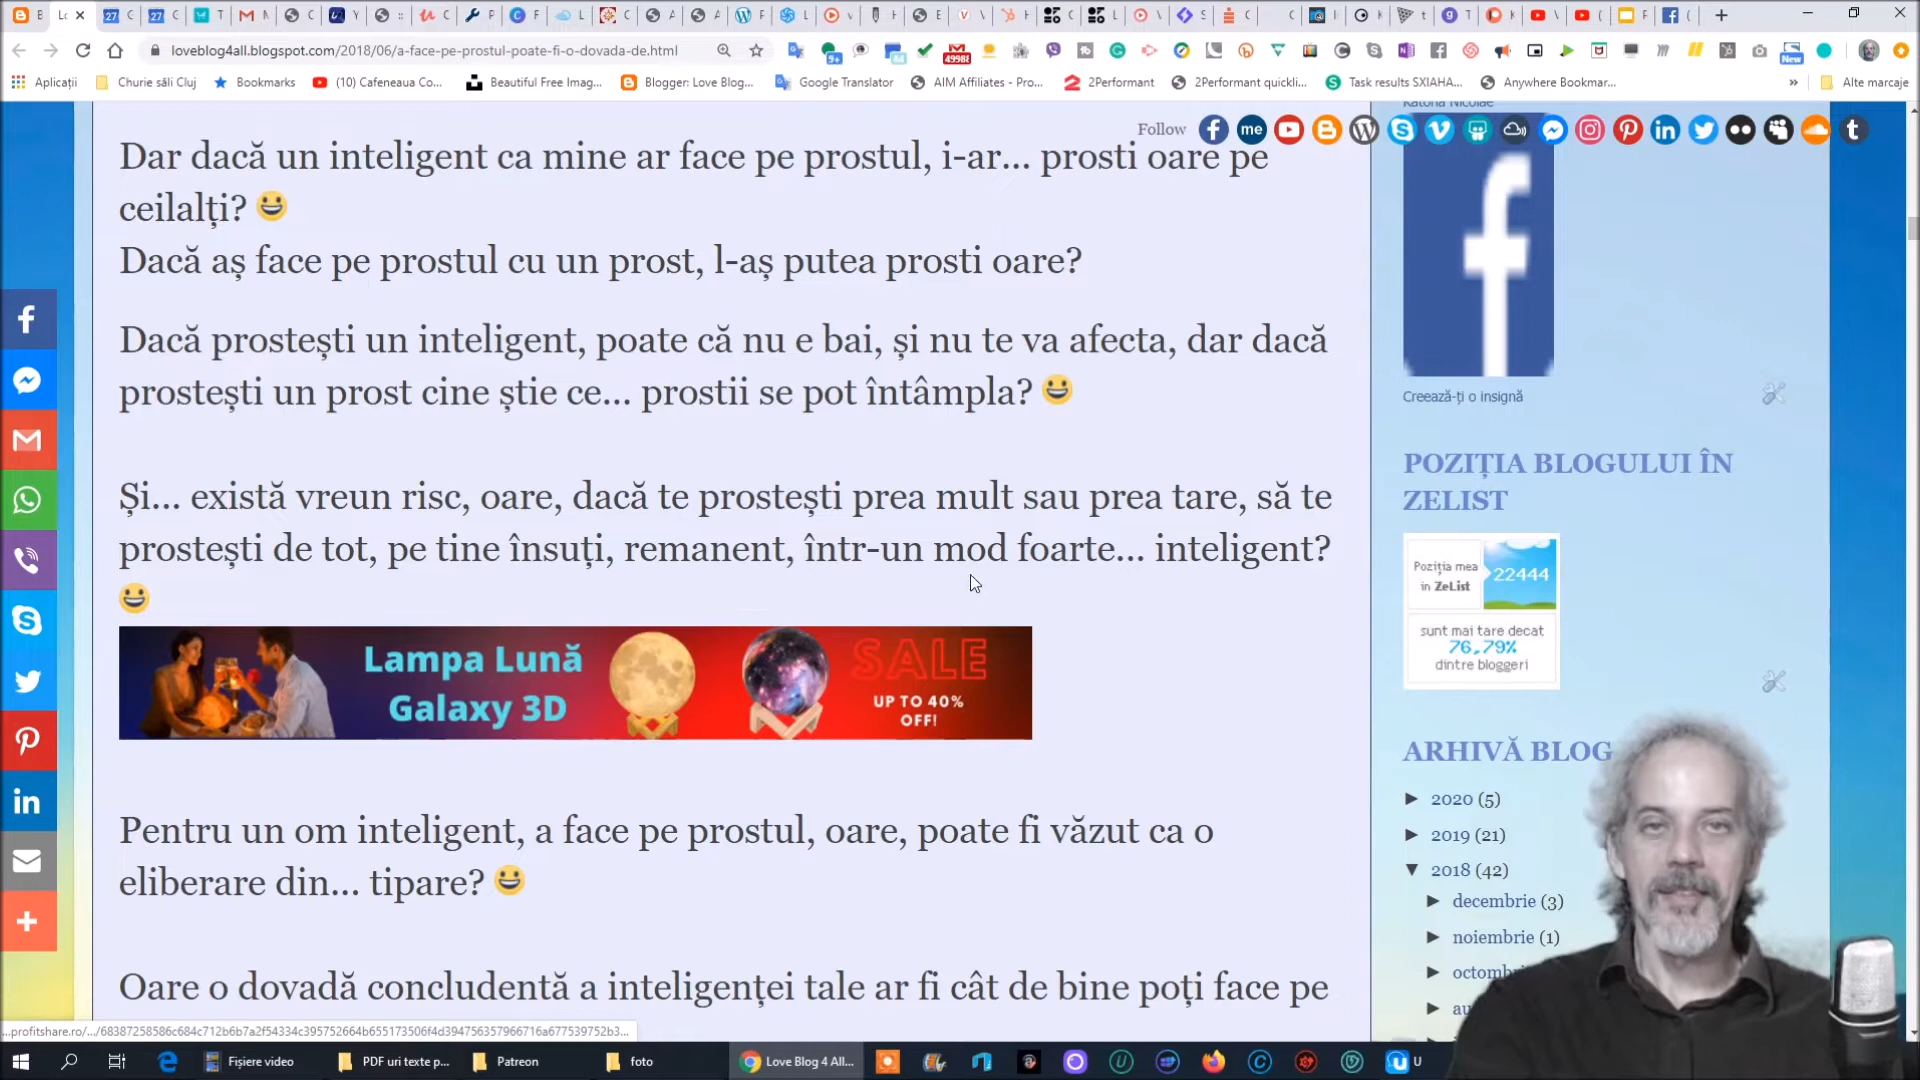 loveblog4all.blogspot.com/2018/06/a-face-pe-prostul-poate-fi-o-dovada-de.html
Aplicații
Churie săli Cluj
Bookmarks
(10) Cafeneaua Co...
Beautiful Free Imag...
Blogger: Love Blog...
Google Translator
AIM Affiliates - Pro...
2Performant
2Performant quickli...
Task results SXIAHA...
Anywhere Bookmar...
Alte marcaje
Follow
me
Dar dacă un inteligent ca mine ar face pe prostul, i-ar... prosti oare pe
ceilalți?
Dacă aș face pe prostul cu un prost, l-aș putea prosti oare?
Dacă prostești un inteligent, poate că nu e bai, și nu te va afecta, dar dacă
prostești un prost cine știe ce... prostii se pot întâmpla?
Și... există vreun risc, oare, dacă te prostești prea mult sau prea tare, să te
prostești de tot, pe tine însuți, remanent, într-un mod foarte... inteligent?
Lampa Lună
Galaxy 3D
SALE
UP TO 40%
OFF!
Pentru un om inteligent, a face pe prostul, oare, poate fi văzut ca o
eliberare din... tipare?
Oare o dovadă concludentă a inteligenței tale ar fi cât de bine poți face pe
Creează-ți o insignă
POZIȚIA BLOGULUI ÎN
ZELIST
Poziția mea
in ZeList
22444
sunt mai tare decat
76,79%
dintre bloggeri
ARHIVĂ BLOG
► 2020 (5)
► 2019 (21)
▼ 2018 (42)
► decembrie (3)
► noiembrie (1)
Fișiere video
PDF uri texte p...
Patreon
foto
Love Blog 4 All...
U